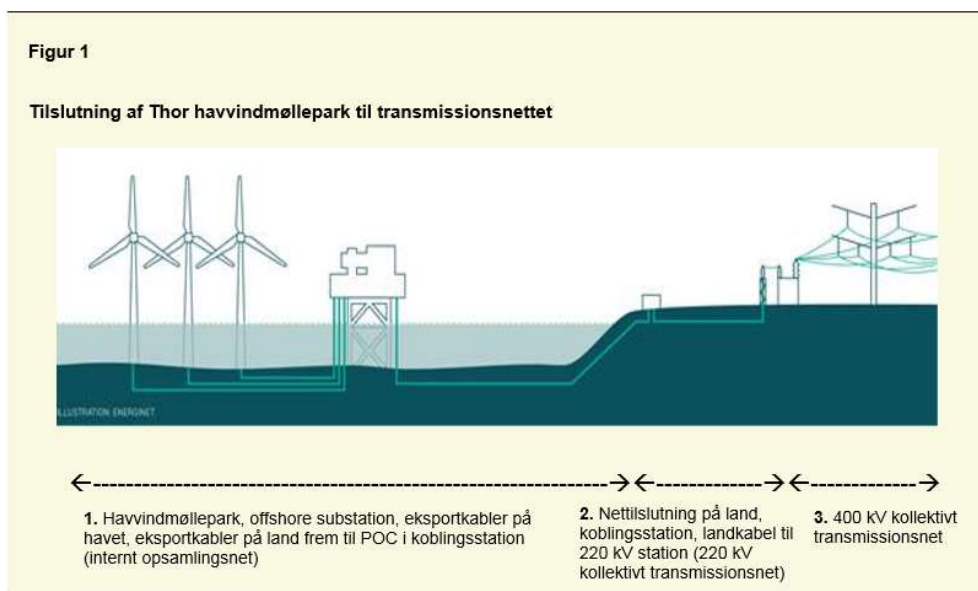 Figur 1
Tilslutning af Thor havvindmøllepark til transmissionsnettet
ILLUSTRATION ENERGINET
1. Havvindmøllepark, offshore substation, eksportkabler på
havet, eksportkabler på land frem til POC i koblingsstation
(internt opsamlingsnet)
2. Nettilslutning på land,
koblingsstation, landkabel til
220 kV station (220 kV
kollektivt transmissionsnet)
3. 400 kV kollektivt
transmissionsnet